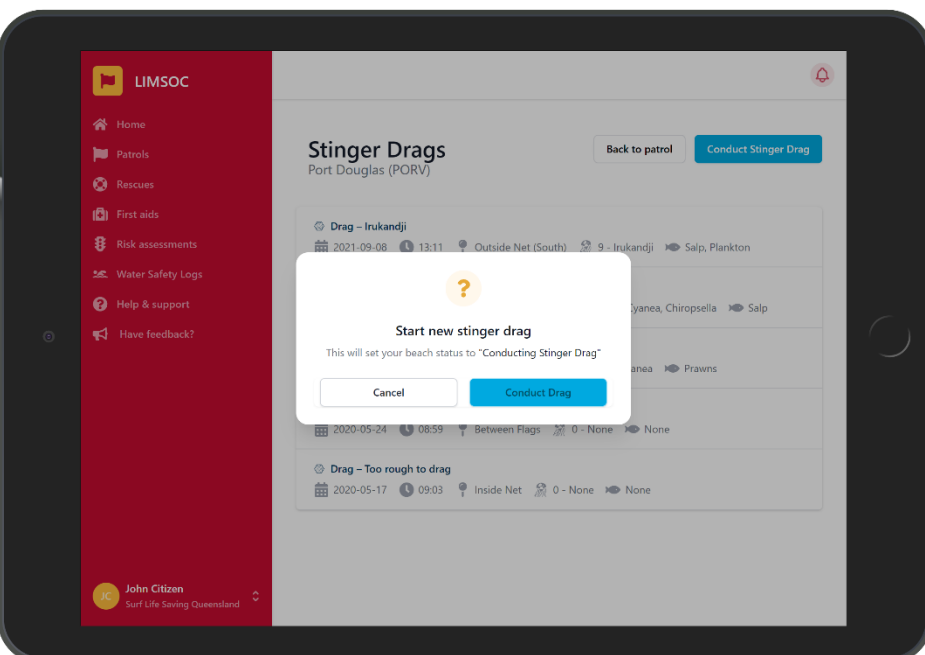 LIMSOC
Home
Patrols
Rescues
First aids
Risk assessments
Water Safety Logs
Help & support
Have feedback?
JC
John Citizen
Surf Life Saving Queensland
Stinger Drags
Port Douglas (PORV)
Back to patrol
Conduct Stinger Drag
Drag – Irukandji
2021-09-08 13:11 Outside Net (South) 9 - Irukandji Salp, Plankton
Cyanea, Chiropsella Salp
Prawns
?
Start new stinger drag
This will set your beach status to "Conducting Stinger Drag"
Cancel
Conduct Drag
2020-05-24 08:59 Between Flags 0 - None None
Drag – Too rough to drag
2020-05-17 09:03 Inside Net 0 - None None